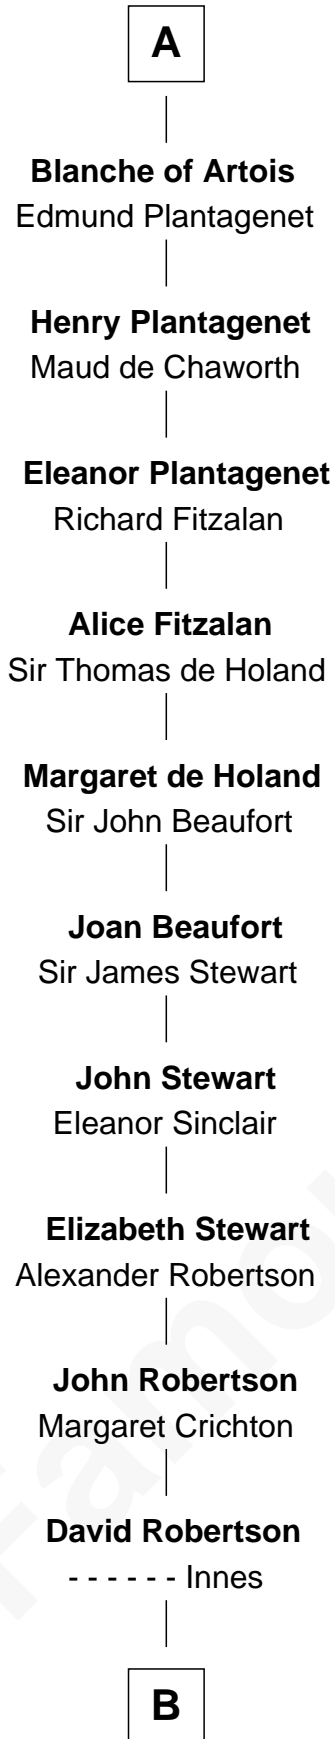 A
Blanche of Artois
Edmund Plantagenet
Henry Plantagenet
Maud de Chaworth
Eleanor Plantagenet
Richard Fitzalan
Alice Fitzalan
Sir Thomas de Holand
Margaret de Holand
Sir John Beaufort
Joan Beaufort
Sir James Stewart
John Stewart
Eleanor Sinclair
Elizabeth Stewart
Alexander Robertson
John Robertson
Margaret Crichton
David Robertson
- - - - - - Innes
B
Famo